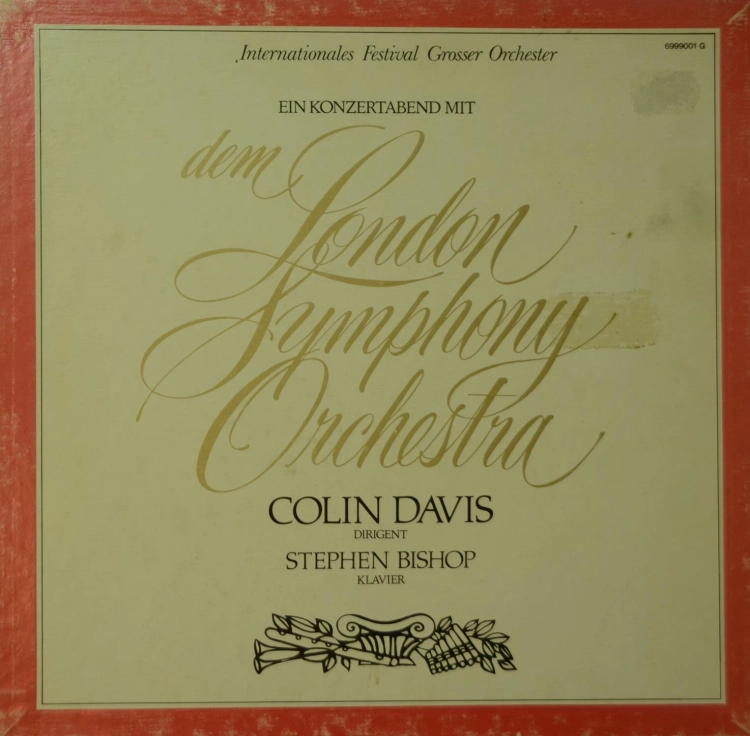 Internationales Festival Grosser Orchester
6999001 G
EIN KONZERTABEND MIT
dem
London
Symphony
Orchestra
COLIN DAVIS
DIRIGENT
STEPHEN BISHOP
KLAVIER